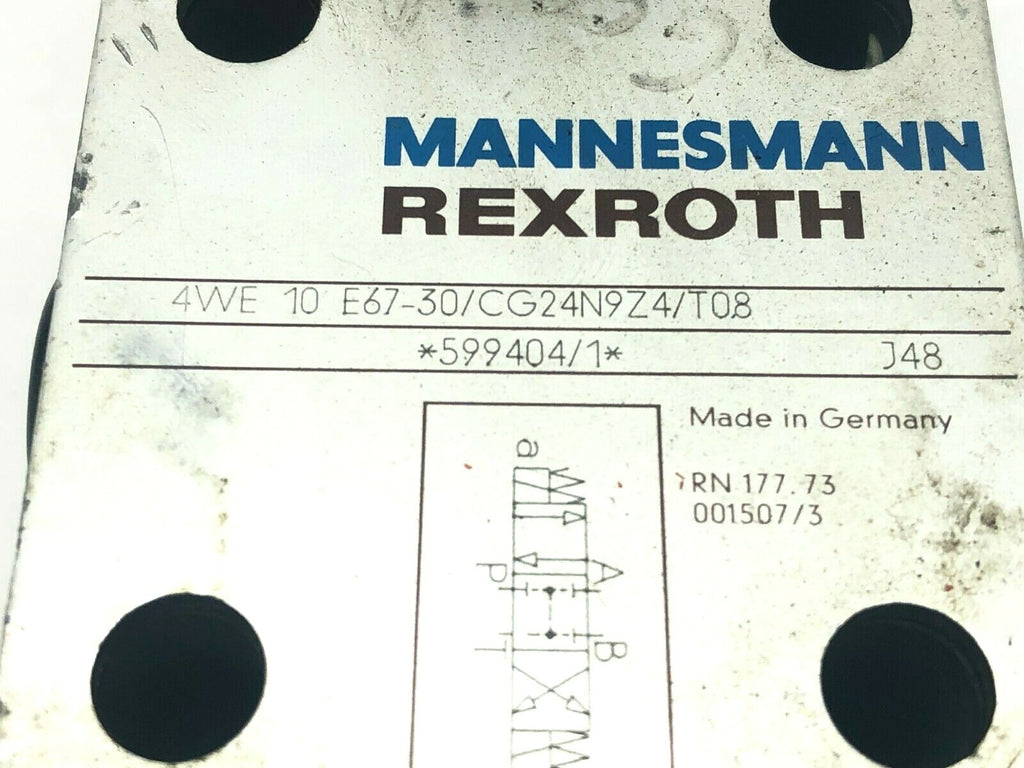 MANNESMANN
REXROTH
4WE 10 E67-30/CG24N9Z4/T08
*599404/1* J48
Made in Germany
RN 177.73
001507/3
a
P A
T B